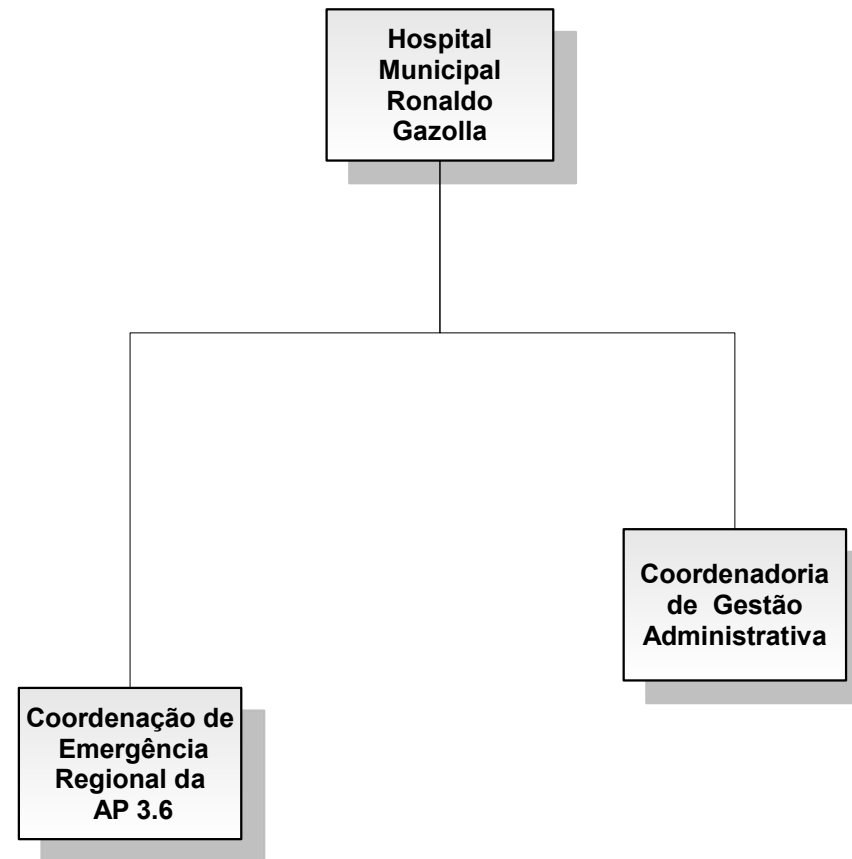 Hospital
Municipal
Ronaldo
Gazolla
Coordenadoria
de Gestão
Administrativa
Coordenação de
Emergência
Regional da
AP 3.6